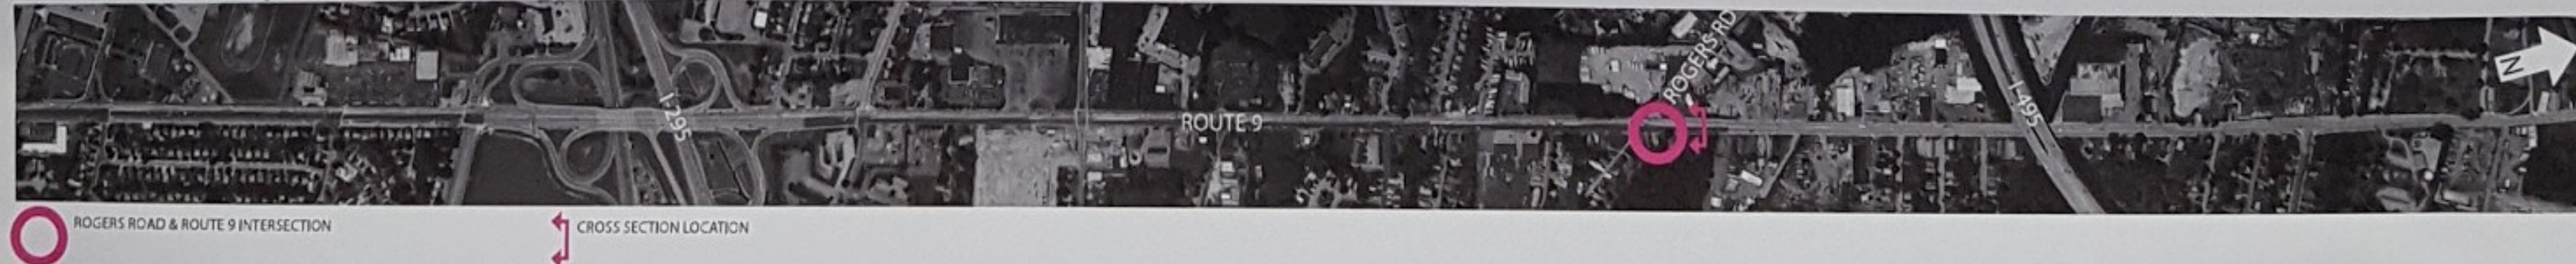 ROGERS RD
N
I-295
I-495
ROUTE 9
ROGERS ROAD & ROUTE 9 INTERSECTION
CROSS SECTION LOCATION